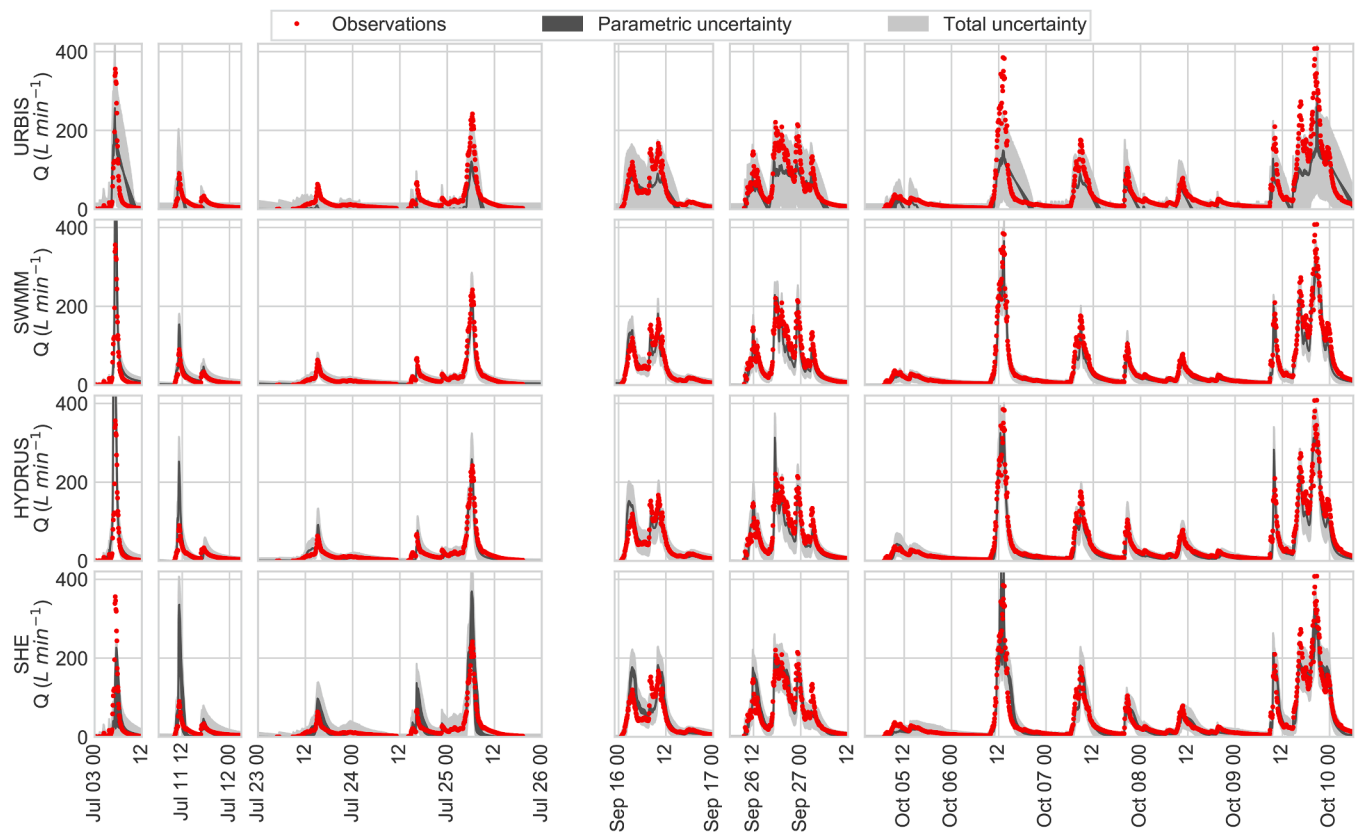 Observations Parametric uncertainty Total uncertainty
URBIS
Q (L min⁻¹)
400
200
0
SWMM
Q (L min⁻¹)
400
200
0
HYDRUS
Q (L min⁻¹)
400
200
0
SHE
Q (L min⁻¹)
400
200
0
Jul 03 00
12
Jul 11 12
Jul 12 00
Jul 23 00
12
Jul 24 00
12
Jul 25 00
12
Jul 26 00
Sep 16 00
12
Sep 17 00
Sep 26 12
Sep 27 00
12
Oct 05 12
Oct 06 00
12
Oct 07 00
12
Oct 08 00
12
Oct 09 00
12
Oct 10 00